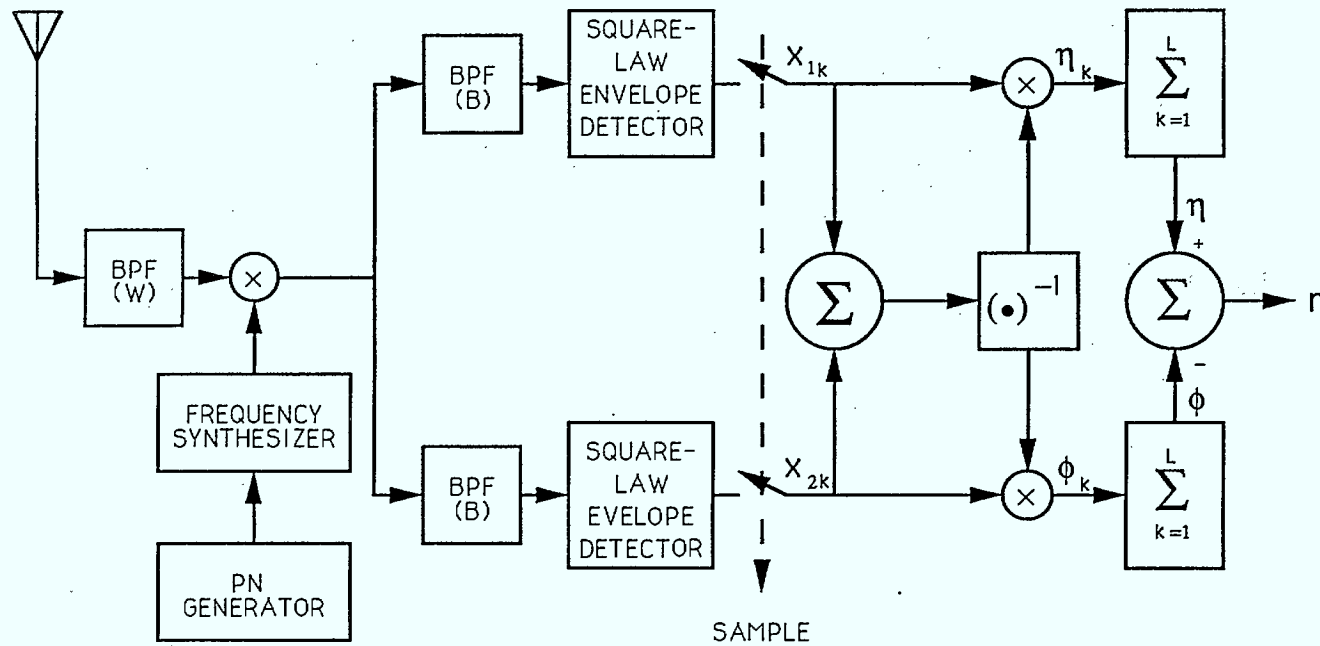 SQUARE-
LAW
ENVELOPE
DETECTOR
BPF
(B)
X1k
×
ηk
L
Σ
k=1
η
BPF
(W)
×
Σ
(•)⁻¹
+
Σ
-
r
FREQUENCY
SYNTHESIZER
PN
GENERATOR
BPF
(B)
SQUARE-
LAW
EVELOPE
DETECTOR
X2k
×
ϕk
ϕ
L
Σ
k=1
SAMPLE